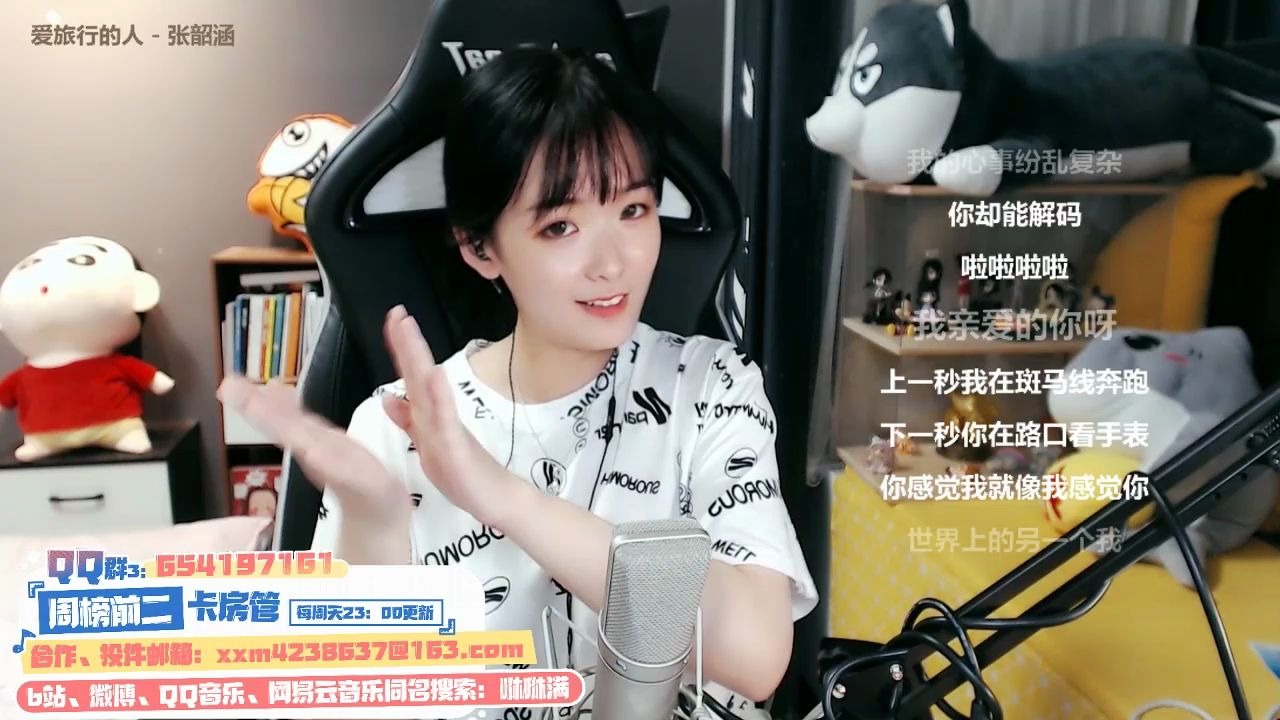 爱旅行的人 - 张韶涵
我的心事纷乱复杂
你却能解码
啦啦啦啦
我亲爱的你呀
上一秒我在斑马线奔跑
下一秒你在路口看手表
你感觉我就像我感觉你
世界上的另一个我
QQ群3: 654197161
周榜前二 卡房管 每周天23：00更新
合作、投件邮箱：xxm4238637@163.com
b站、微博、QQ音乐、网易云音乐同名搜索：咻咻满